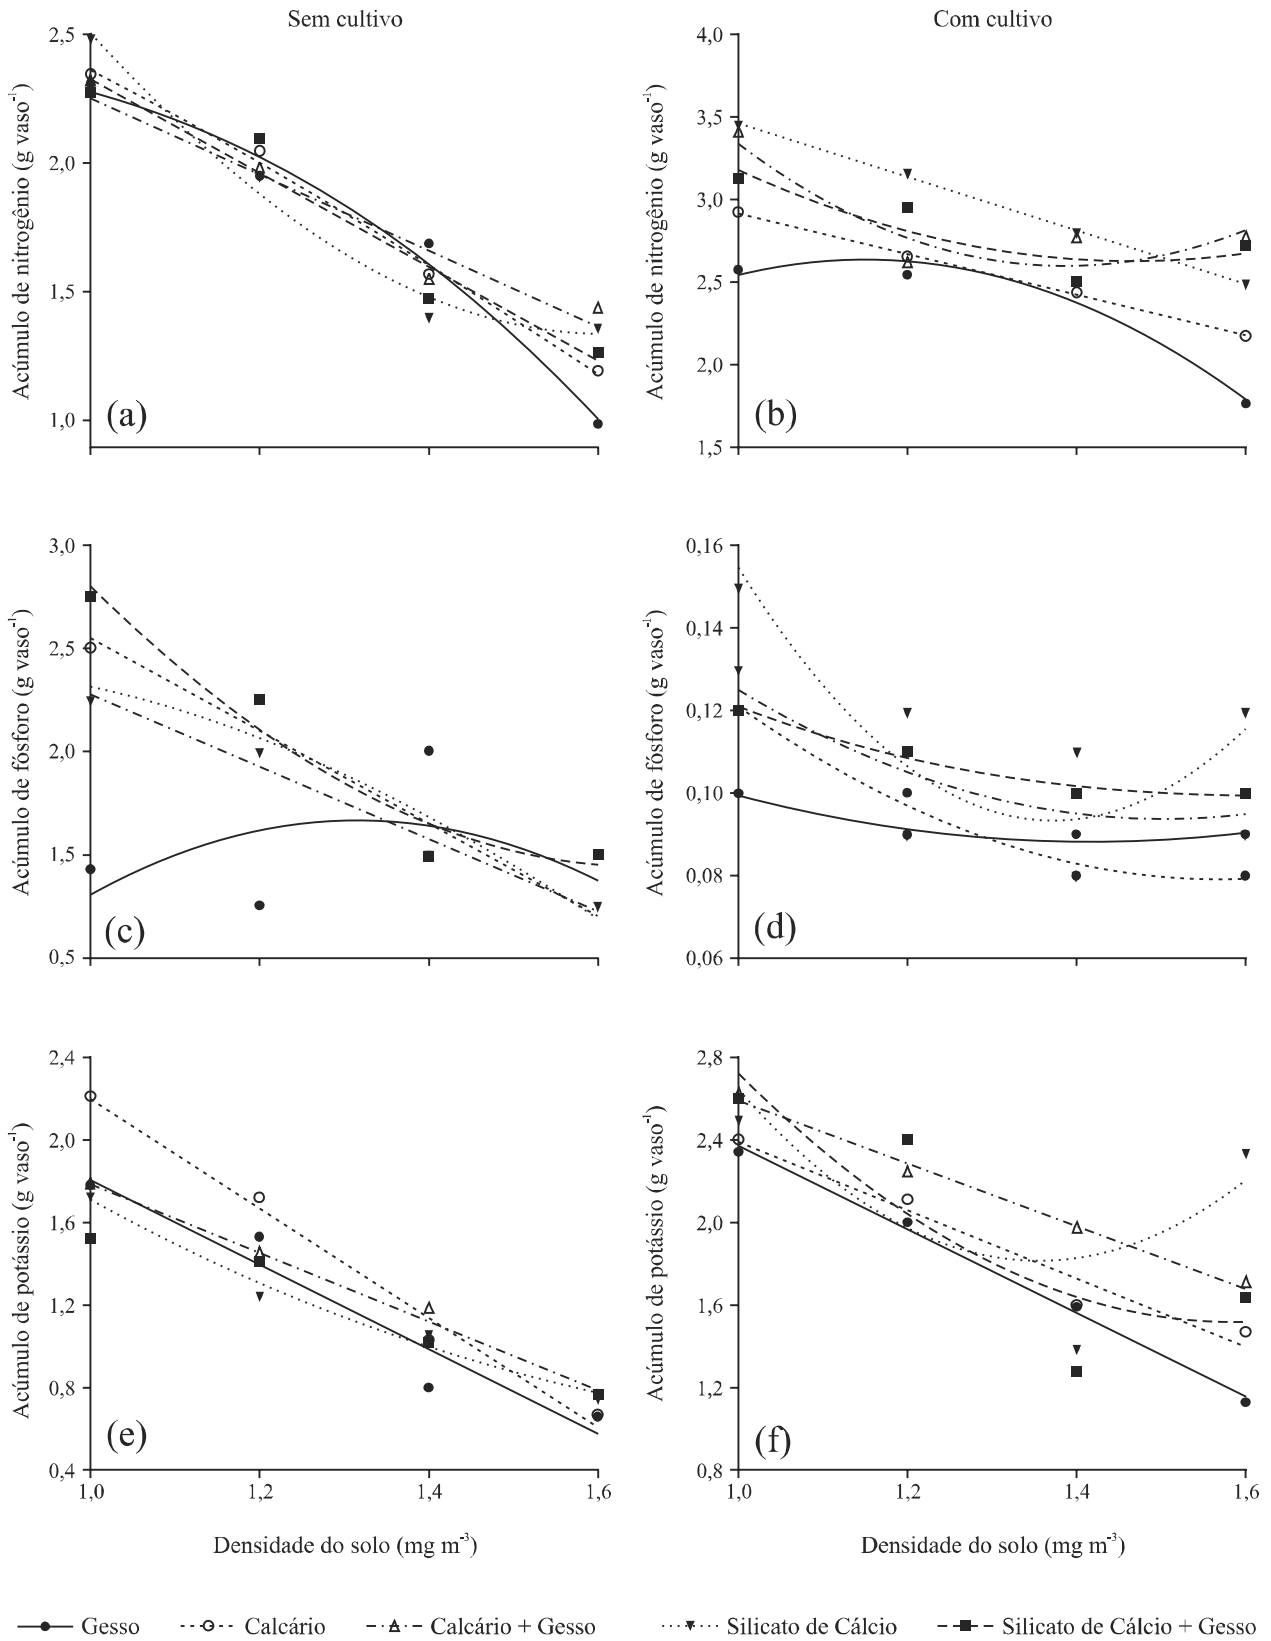 Sem cultivo
Com cultivo
Acúmulo de nitrogênio (g vaso⁻¹)
2,5
2,0
1,5
1,0
(a)
Acúmulo de nitrogênio (g vaso⁻¹)
4,0
3,5
3,0
2,5
2,0
1,5
(b)
Acúmulo de fósforo (g vaso⁻¹)
3,0
2,5
2,0
1,5
0,5
(c)
Acúmulo de fósforo (g vaso⁻¹)
0,16
0,14
0,12
0,10
0,08
0,06
(d)
Acúmulo de potássio (g vaso⁻¹)
2,4
2,0
1,6
1,2
0,8
0,4
(e)
1,0 1,2 1,4 1,6
Densidade do solo (mg m⁻³)
Acúmulo de potássio (g vaso⁻¹)
2,8
2,4
2,0
1,6
1,2
0,8
(f)
1,0 1,2 1,4 1,6
Densidade do solo (mg m⁻³)
Gesso Calcário Calcário + Gesso Silicato de Cálcio Silicato de Cálcio + Gesso